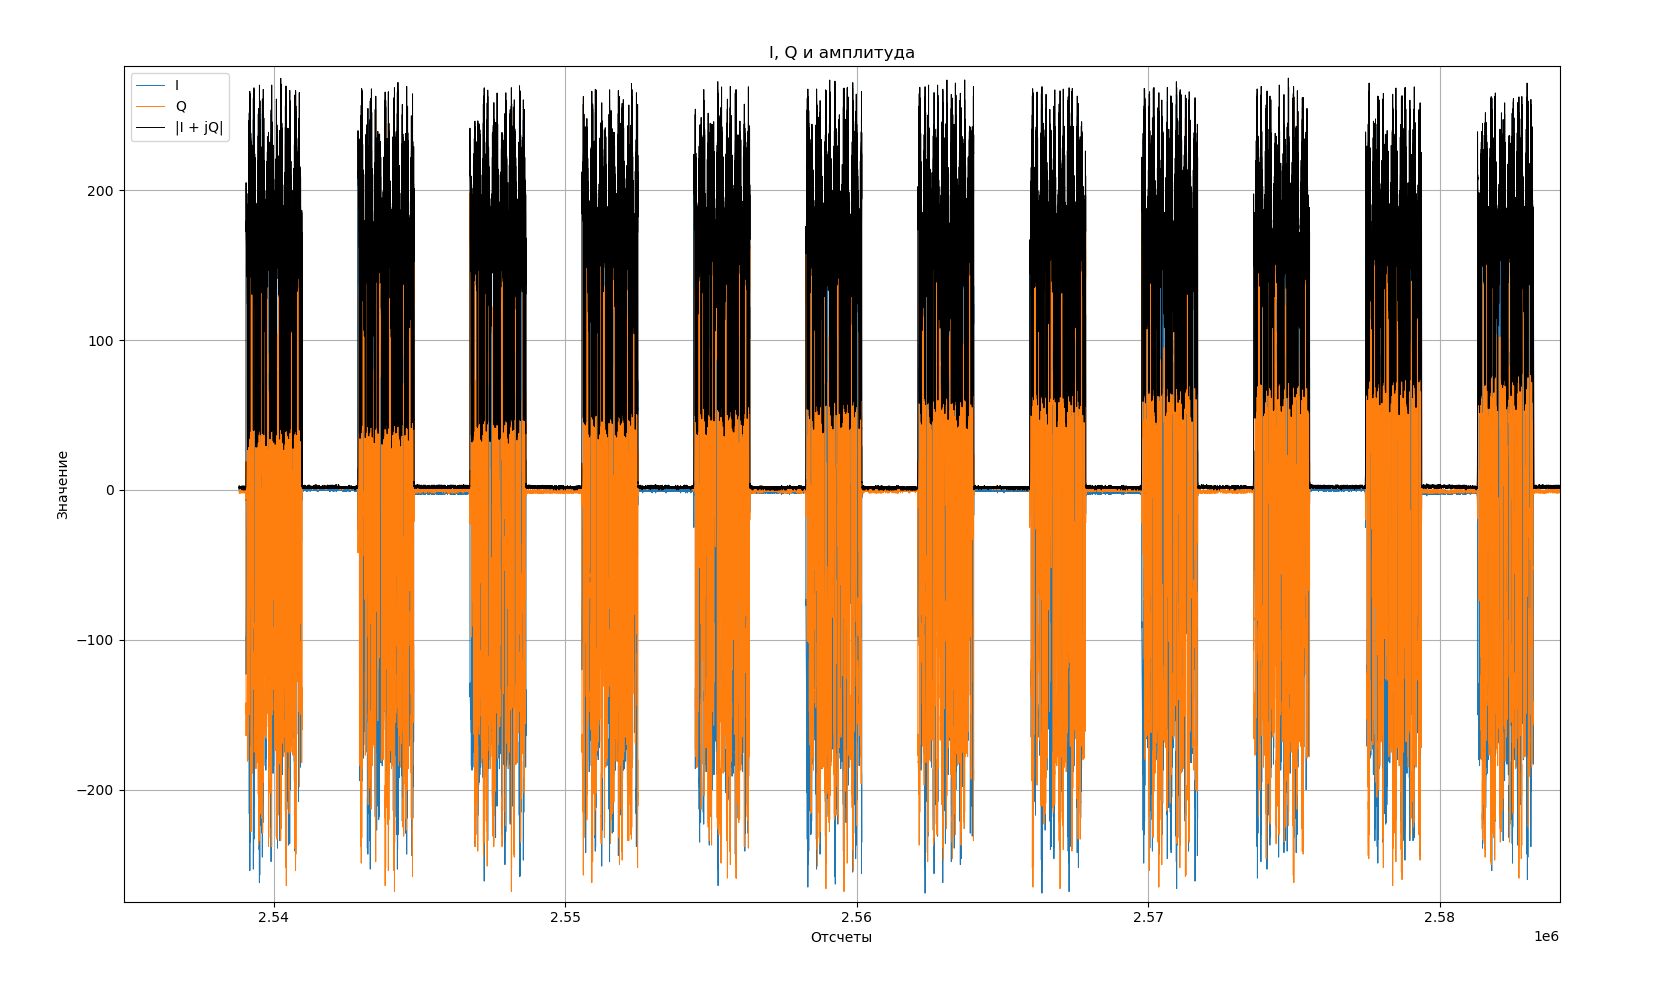 I, Q и амплитуда
I
Q
|I + jQ|
200
100
0
−100
−200
Значение
2.54 2.55 2.56 2.57 2.58
Отсчеты
1e6